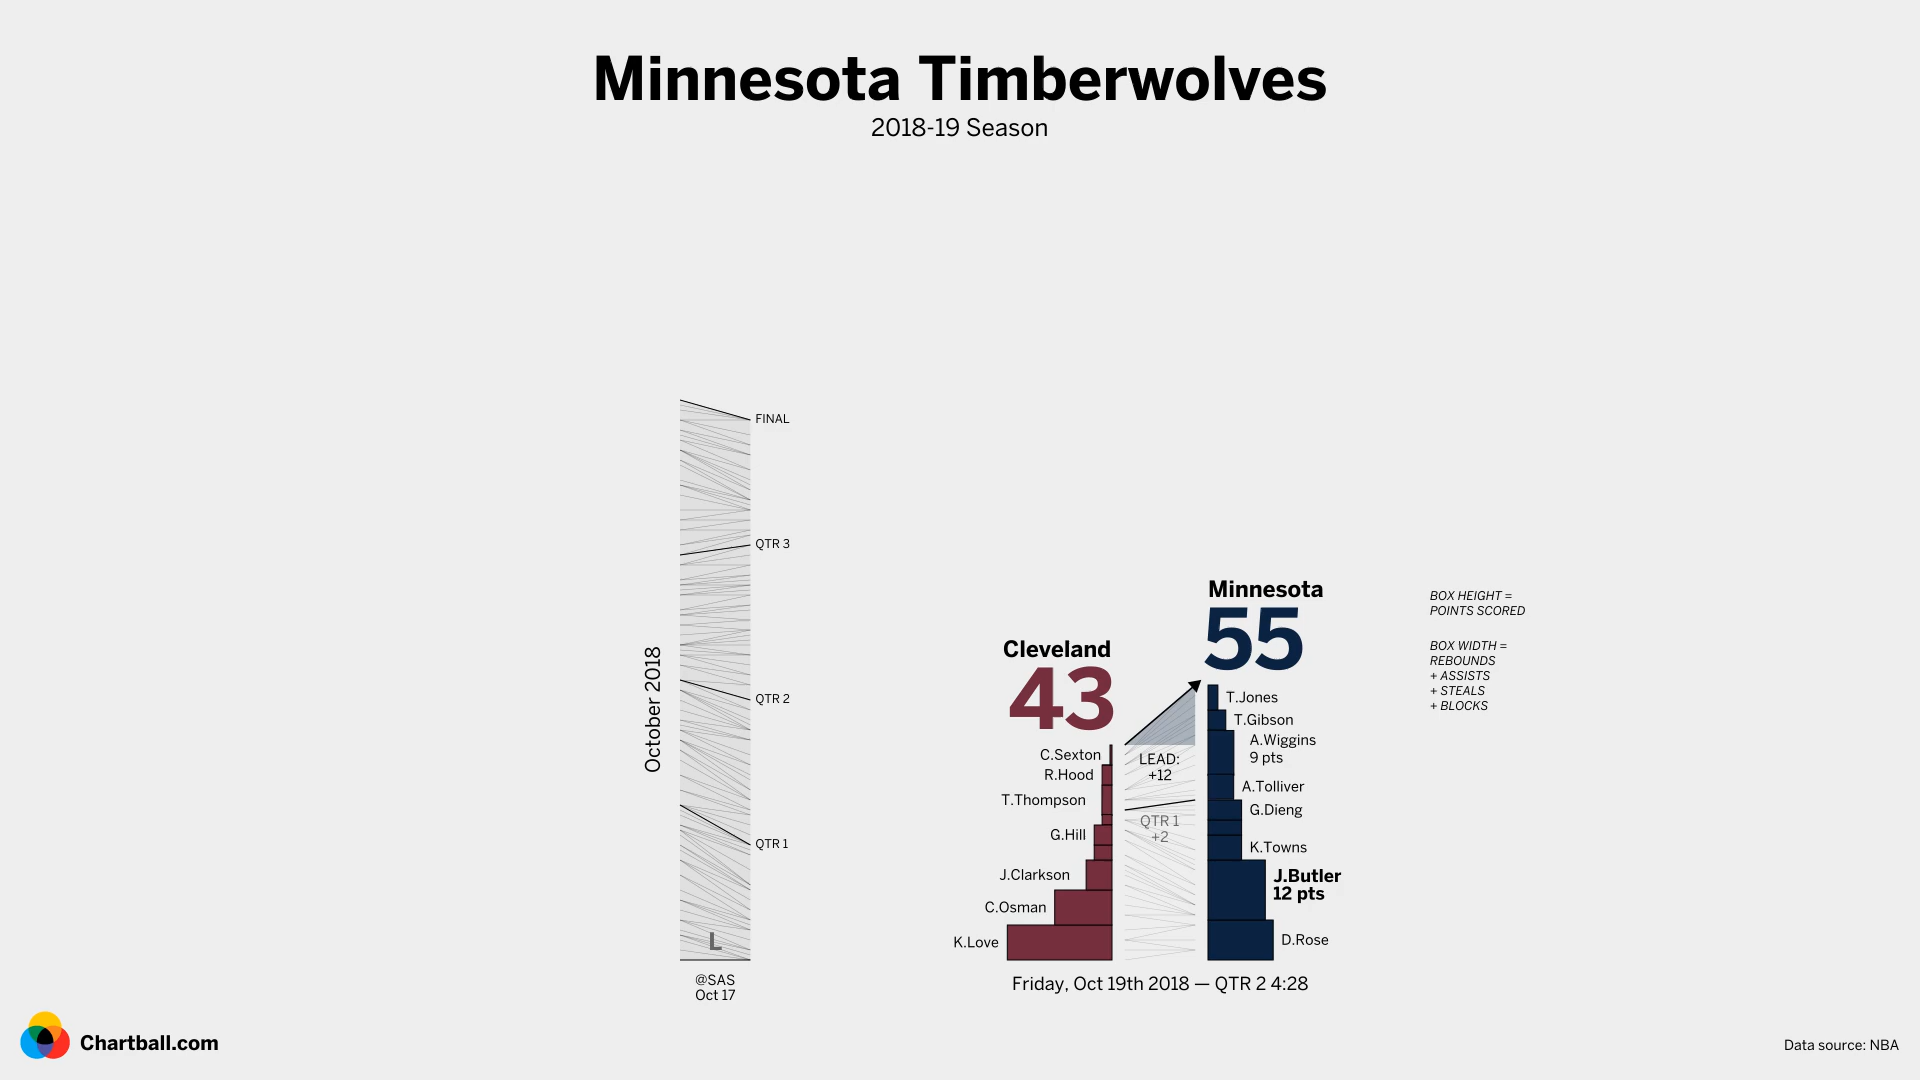 Minnesota Timberwolves
2018-19 Season
October 2018
FINAL
QTR 3
QTR 2
QTR 1
L
@SAS
Oct 17
Cleveland
43
C.Sexton
R.Hood
T.Thompson
G.Hill
J.Clarkson
C.Osman
K.Love
LEAD:
+12
QTR 1
+2
Minnesota
55
T.Jones
T.Gibson
A.Wiggins
9 pts
A.Tolliver
G.Dieng
K.Towns
J.Butler
12 pts
D.Rose
Friday, Oct 19th 2018 — QTR 2 4:28
BOX HEIGHT =
POINTS SCORED
BOX WIDTH =
REBOUNDS
+ ASSISTS
+ STEALS
+ BLOCKS
Chartball.com
Data source: NBA